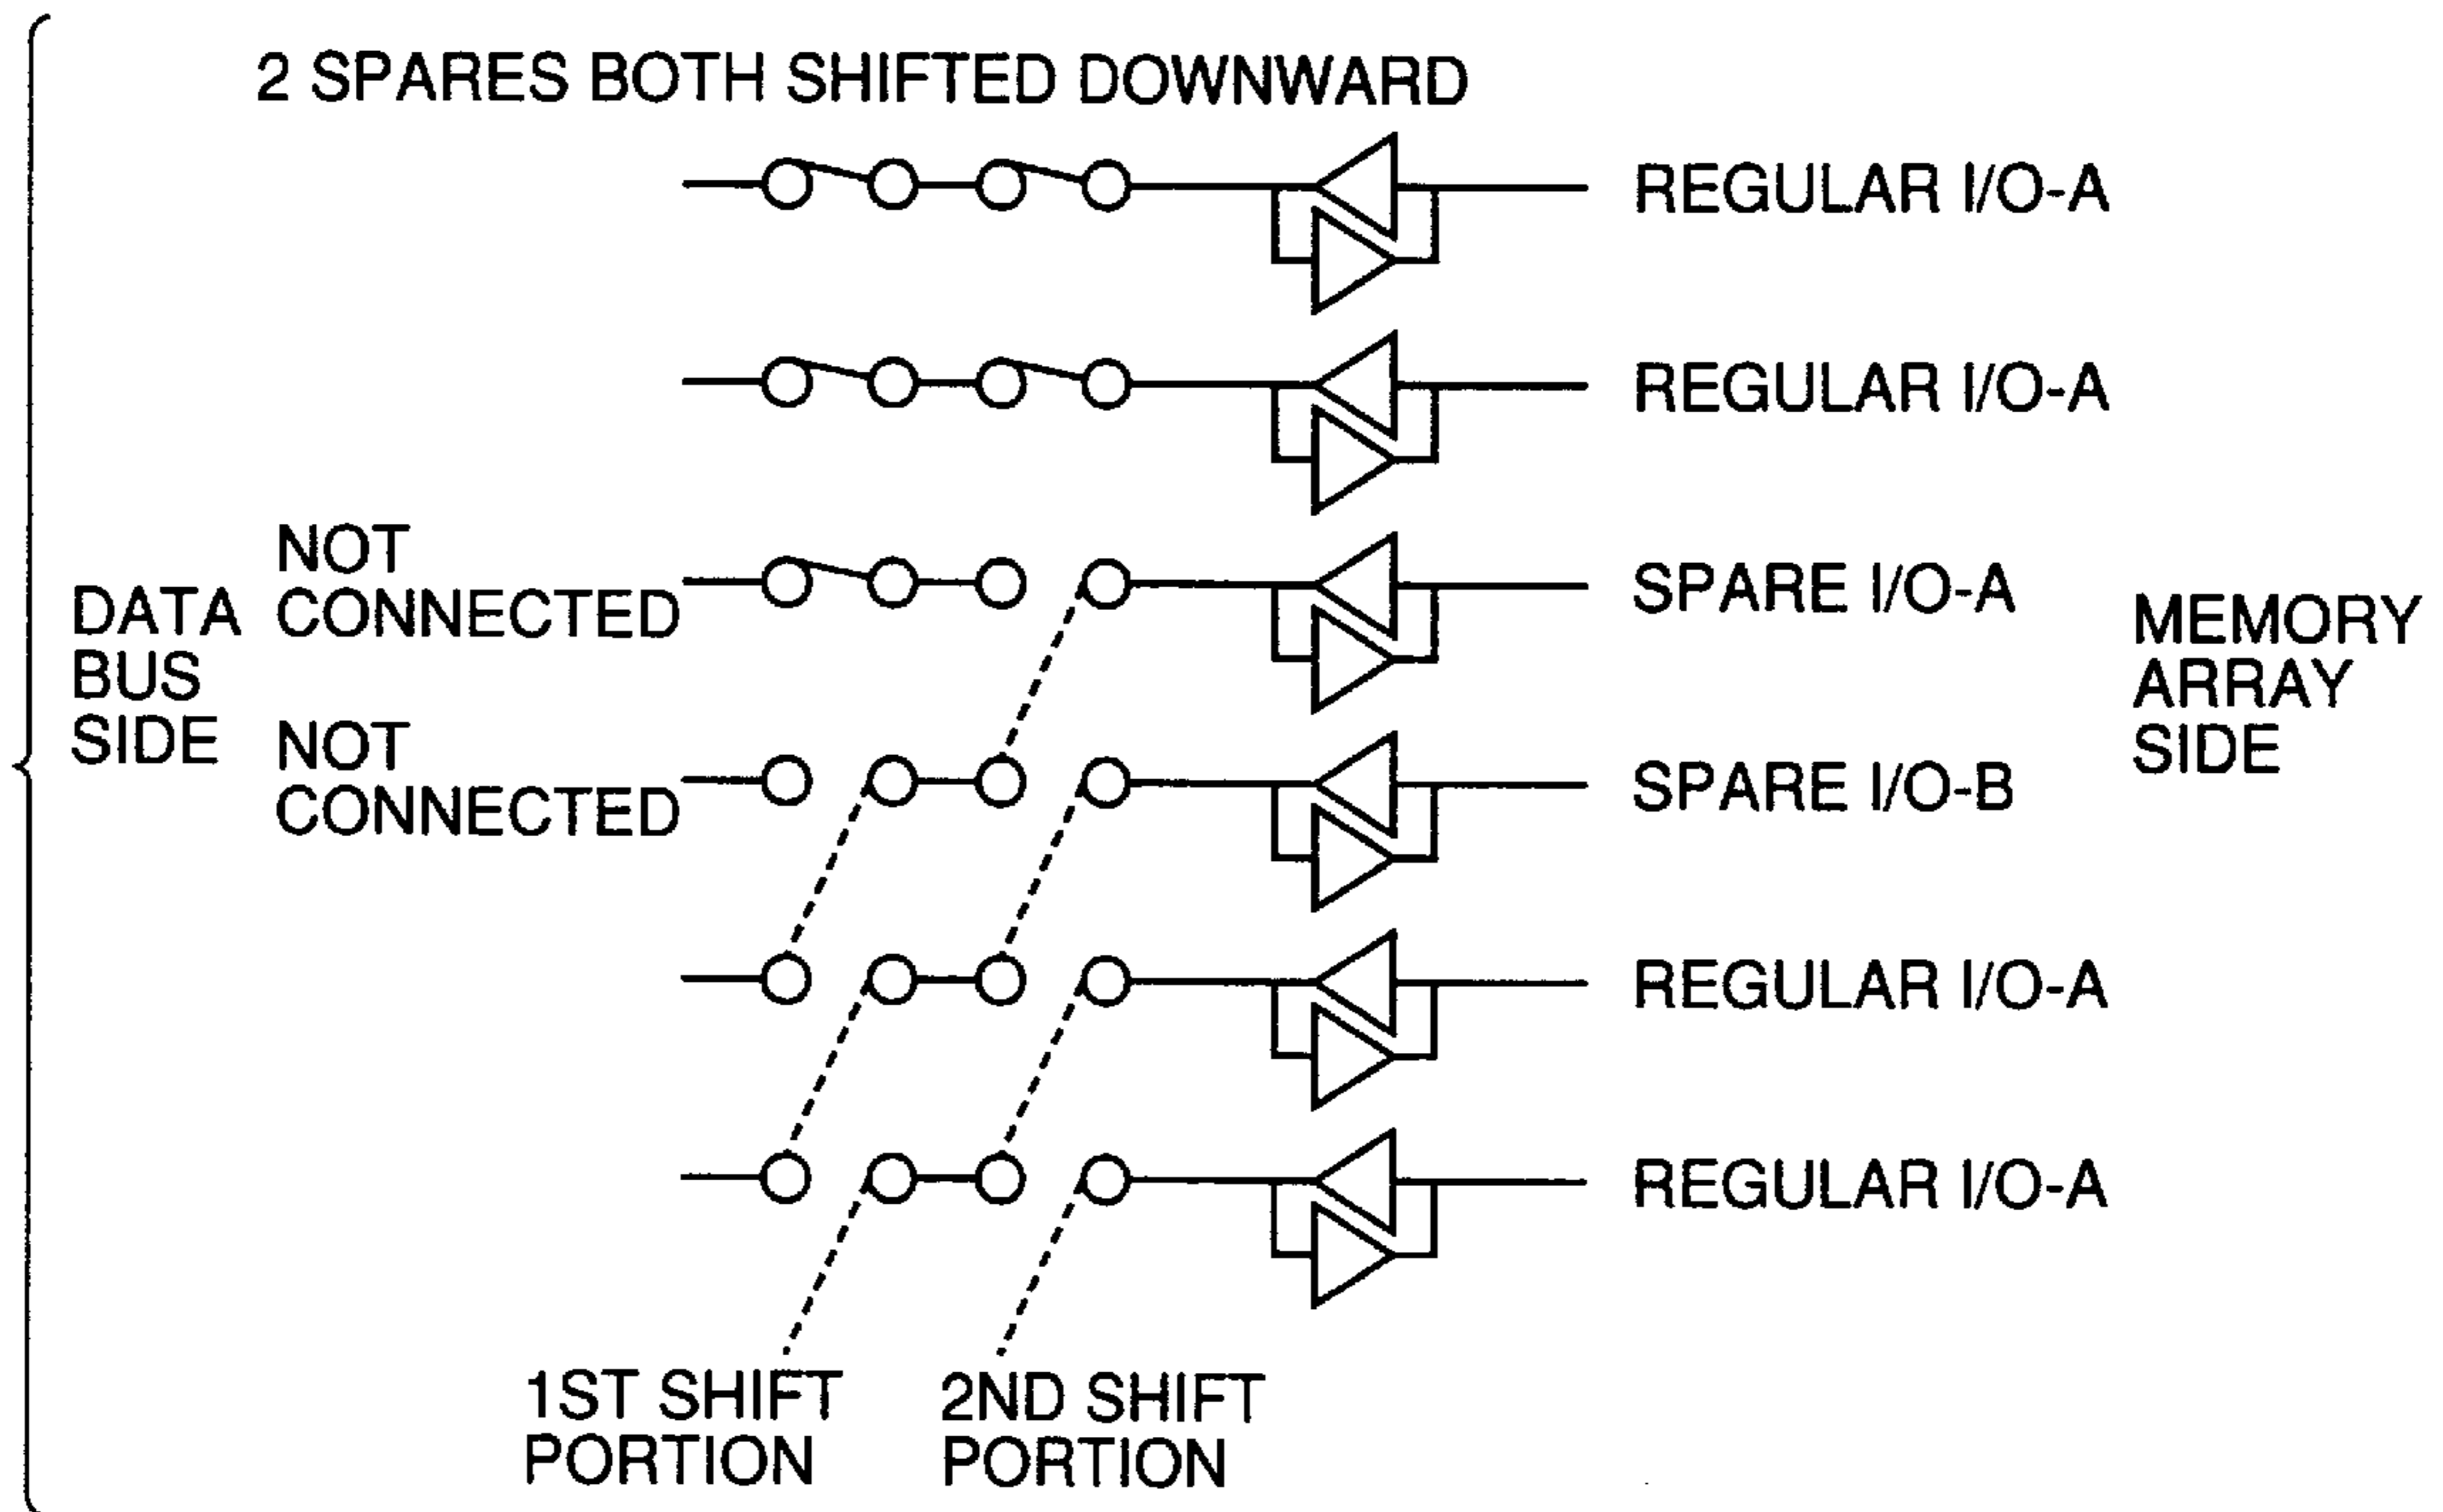 2 SPARES BOTH SHIFTED DOWNWARD
REGULAR I/O-A
REGULAR I/O-A
NOT
CONNECTED
SPARE I/O-A
DATA
BUS
SIDE
MEMORY
ARRAY
SIDE
NOT
CONNECTED
SPARE I/O-B
REGULAR I/O-A
REGULAR I/O-A
1ST SHIFT
PORTION
2ND SHIFT
PORTION